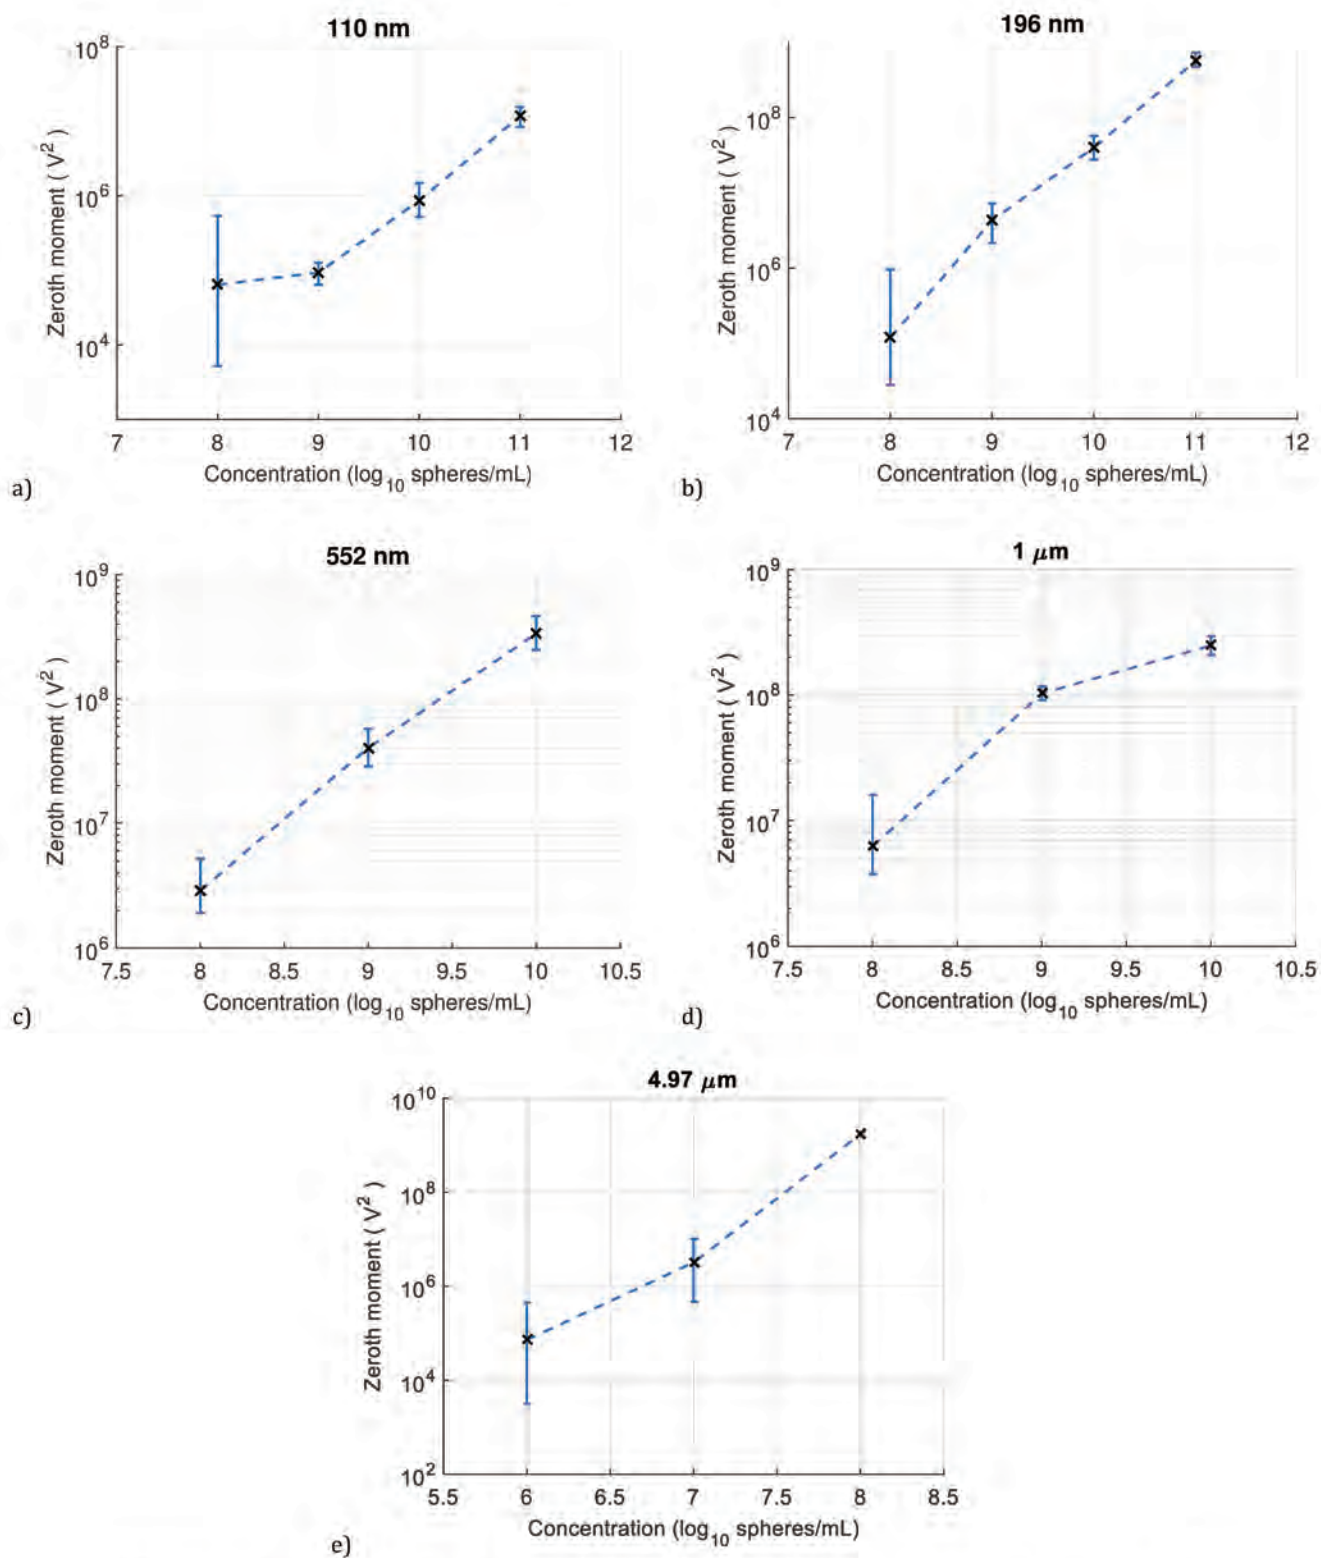 110 nm
10^8
10^6
10^4
Zeroth moment ( V^2 )
7 8 9 10 11 12
Concentration (log_10 spheres/mL)
a)
196 nm
10^8
10^6
10^4
Zeroth moment ( V^2 )
7 8 9 10 11 12
Concentration (log_10 spheres/mL)
b)
552 nm
10^9
10^8
10^7
10^6
Zeroth moment ( V^2 )
7.5 8 8.5 9 9.5 10 10.5
Concentration (log_10 spheres/mL)
c)
1 μm
10^9
10^8
10^7
10^6
Zeroth moment ( V^2 )
7.5 8 8.5 9 9.5 10 10.5
Concentration (log_10 spheres/mL)
d)
4.97 μm
10^10
10^8
10^6
10^4
10^2
Zeroth moment ( V^2 )
5.5 6 6.5 7 7.5 8 8.5
Concentration (log_10 spheres/mL)
e)